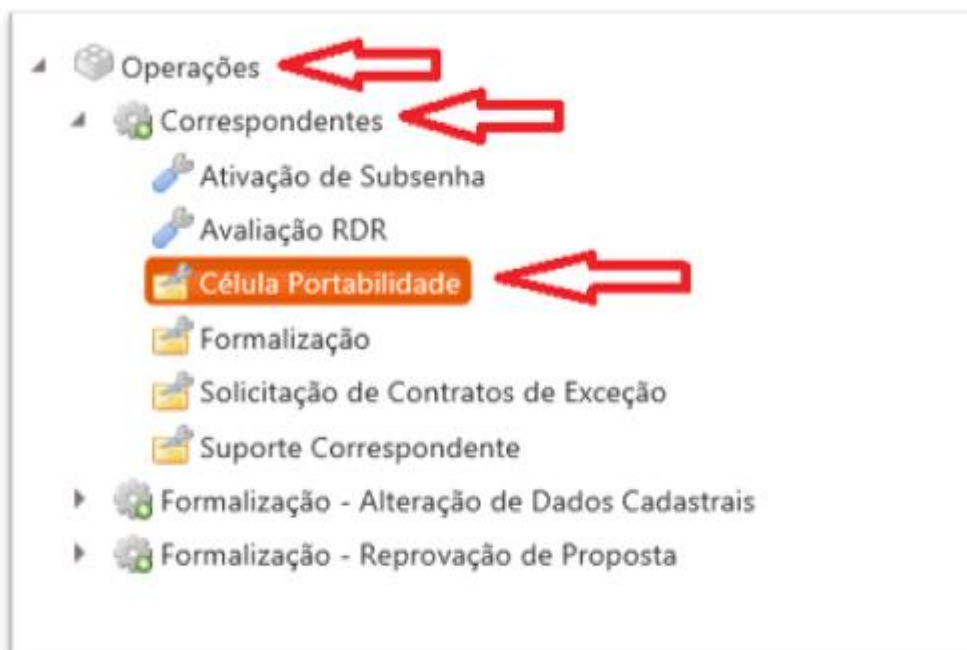 Operações
Correspondentes
Ativação de Subsenha
Avaliação RDR
Célula Portabilidade
Formalização
Solicitação de Contratos de Exceção
Suporte Correspondente
Formalização - Alteração de Dados Cadastrais
Formalização - Reprovação de Proposta